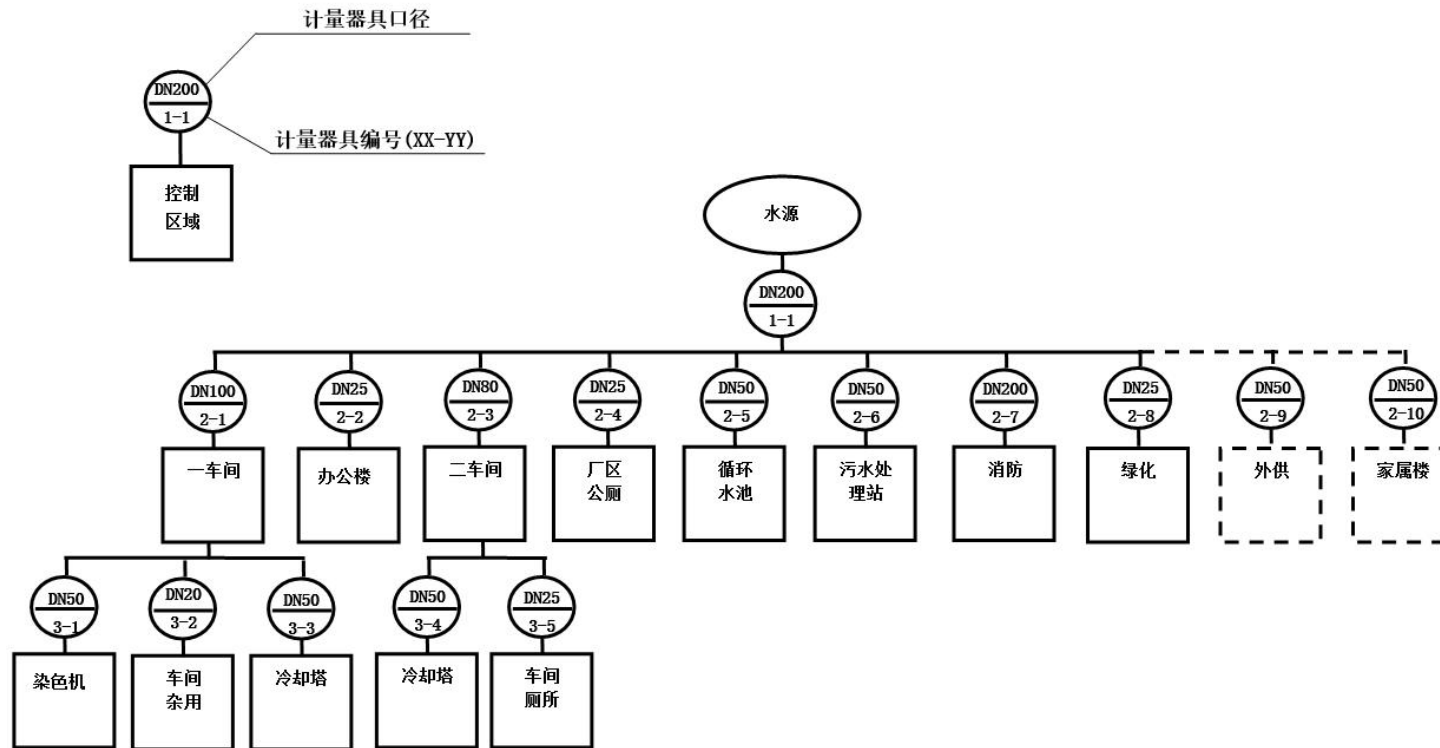 计量器具口径
DN200
1-1
计量器具编号(XX-YY)
控制
区域
水源
DN200
1-1
DN100
2-1
DN25
2-2
DN80
2-3
DN25
2-4
DN50
2-5
DN50
2-6
DN200
2-7
DN25
2-8
DN50
2-9
DN50
2-10
一车间
办公楼
二车间
厂区
公厕
循环
水池
污水处
理站
消防
绿化
外供
家属楼
DN50
3-1
DN20
3-2
DN50
3-3
DN50
3-4
DN25
3-5
染色机
车间
杂用
冷却塔
冷却塔
车间
厕所